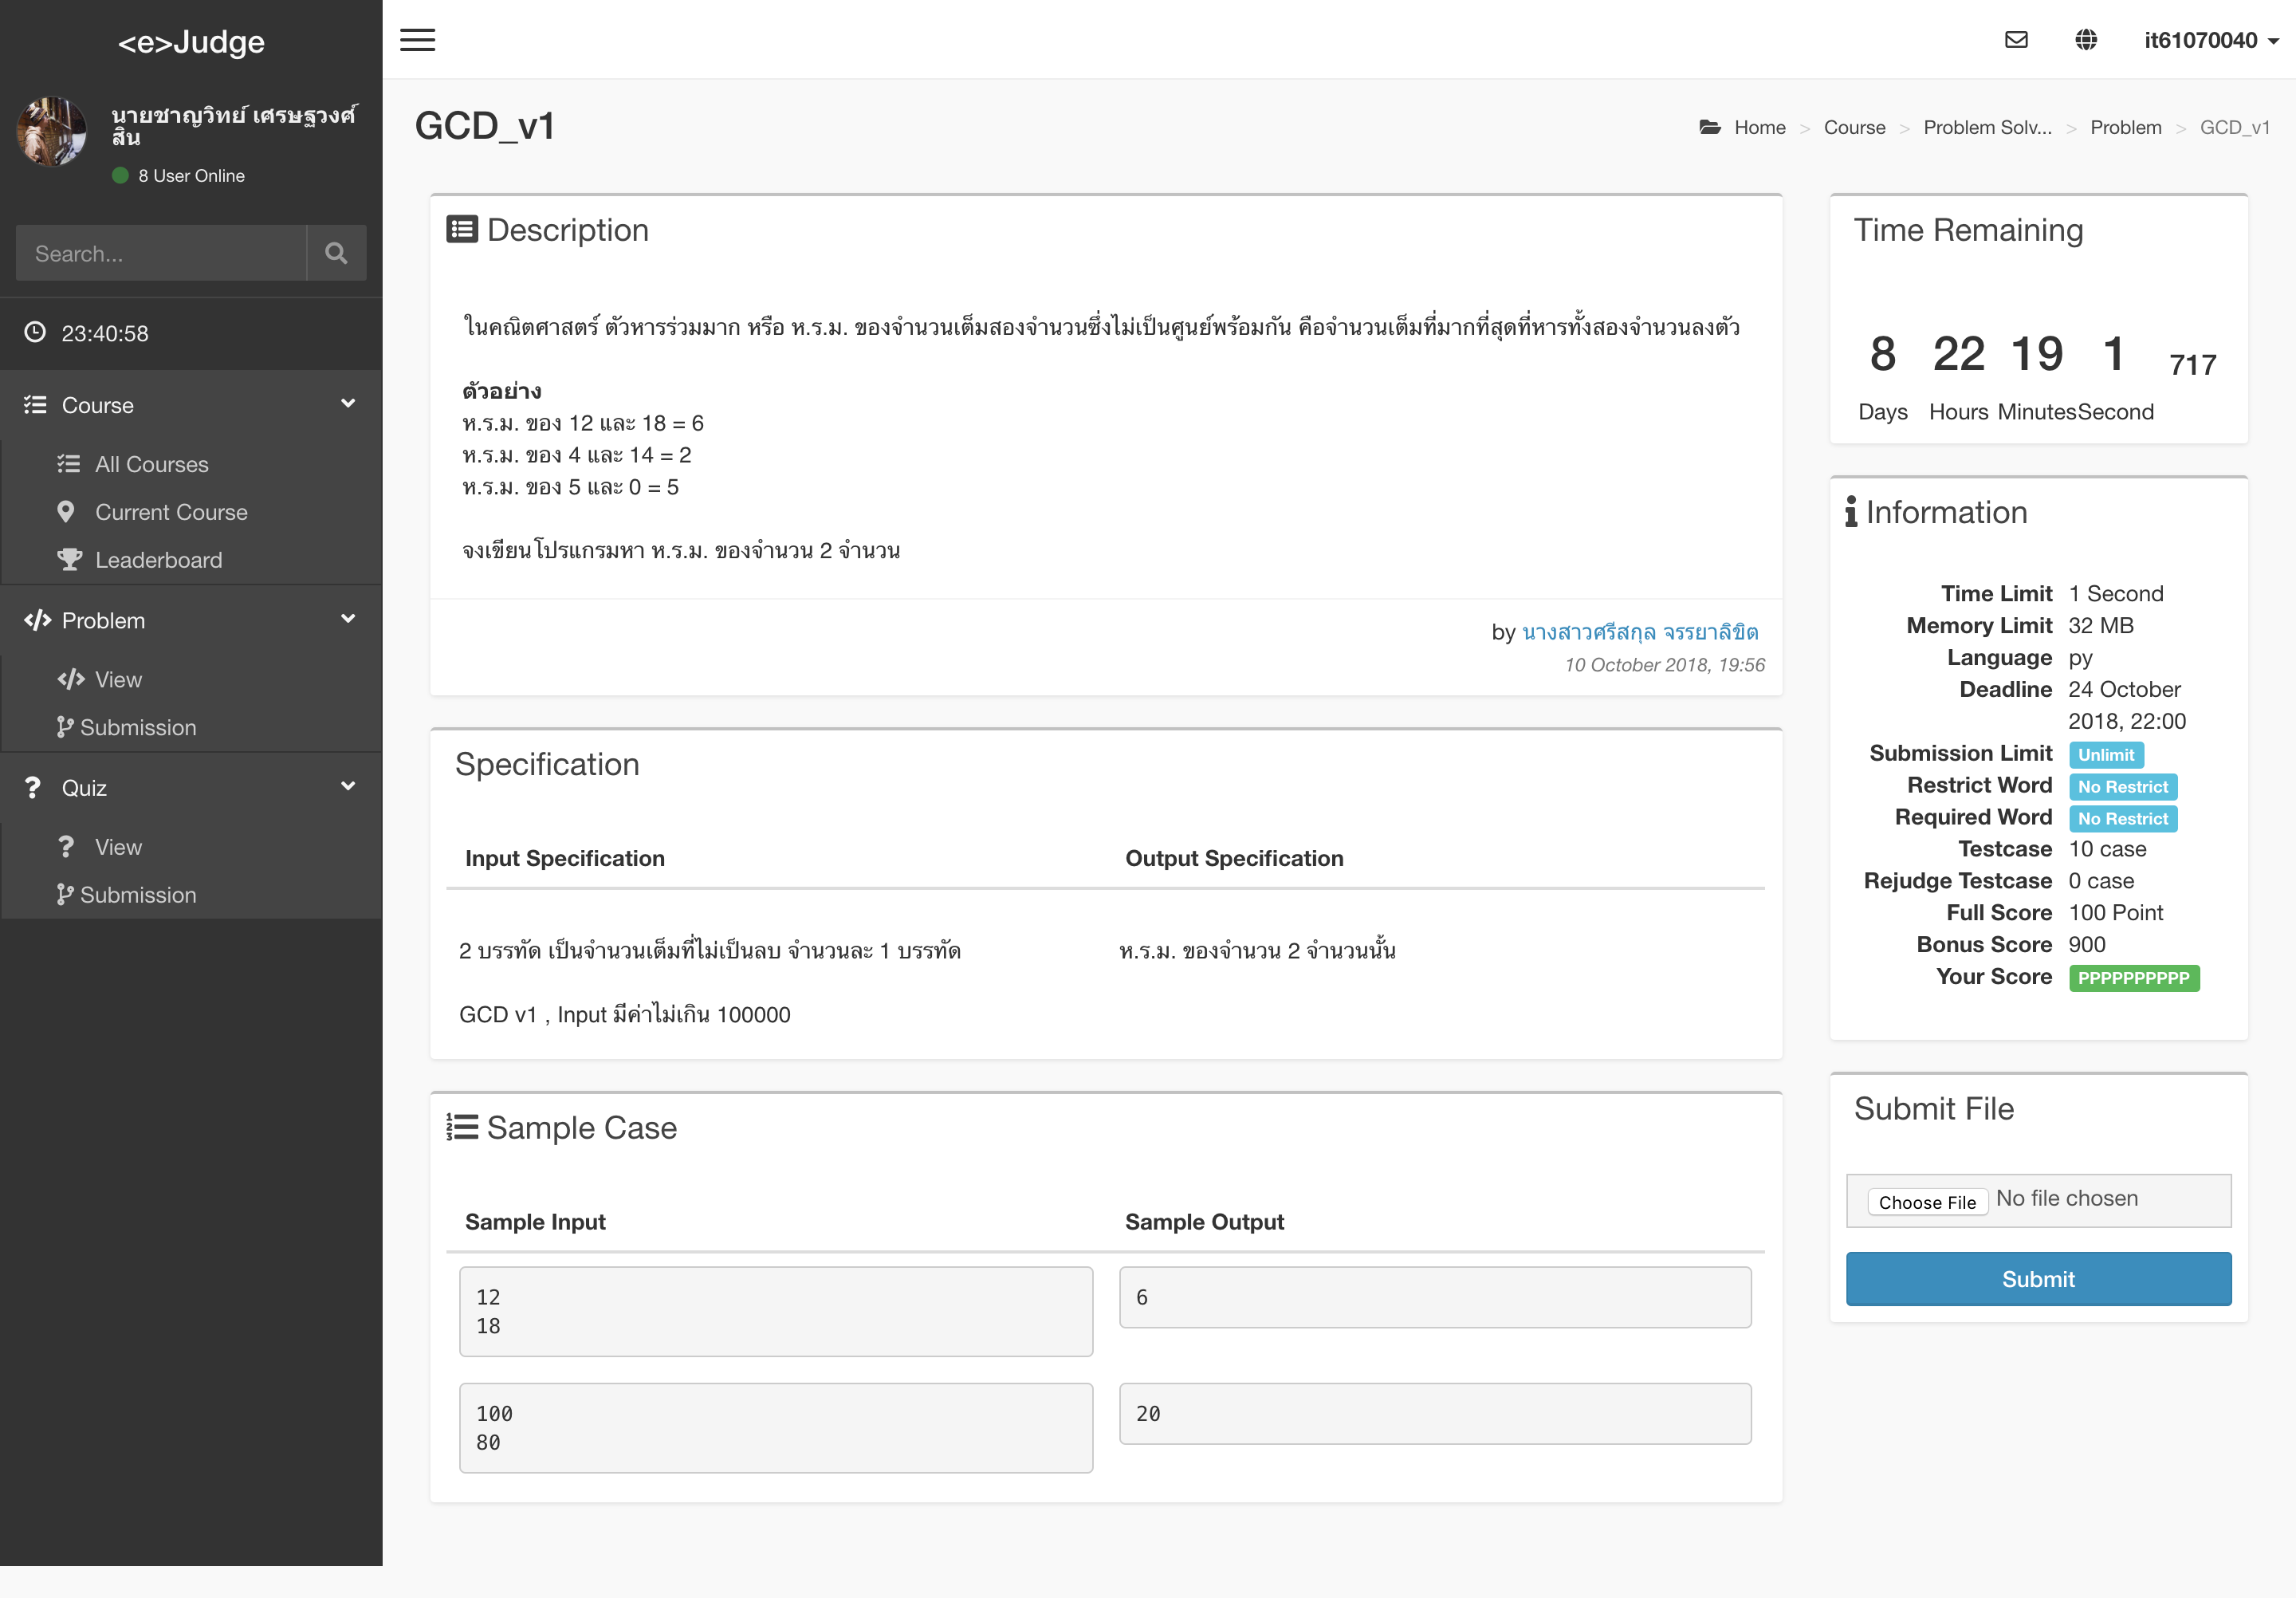 <e>Judge
นายชาญวิทย์ เศรษฐวงศ์
สิน
8 User Online
Search...
23:40:58
Course
All Courses
Current Course
Leaderboard
Problem
View
Submission
Quiz
View
Submission
it61070040
GCD_v1
Home > Course > Problem Solv... > Problem > GCD_v1
Description
ในคณิตศาสตร์ ตัวหารร่วมมาก หรือ ห.ร.ม. ของจำนวนเต็มสองจำนวนซึ่งไม่เป็นศูนย์พร้อมกัน คือจำนวนเต็มที่มากที่สุดที่หารทั้งสองจำนวนลงตัว
ตัวอย่าง
ห.ร.ม. ของ 12 และ 18 = 6
ห.ร.ม. ของ 4 และ 14 = 2
ห.ร.ม. ของ 5 และ 0 = 5
จงเขียนโปรแกรมหา ห.ร.ม. ของจำนวน 2 จำนวน
by นางสาวศรีสกุล จรรยาลิขิต
10 October 2018, 19:56
Specification
Input Specification Output Specification
2 บรรทัด เป็นจำนวนเต็มที่ไม่เป็นลบ จำนวนละ 1 บรรทัด ห.ร.ม. ของจำนวน 2 จำนวนนั้น
GCD v1 , Input มีค่าไม่เกิน 100000
Sample Case
Sample Input Sample Output
12 6
18
100 20
80
Time Remaining
8 22 19 1 717
Days Hours Minutes Second
Information
Time Limit 1 Second
Memory Limit 32 MB
Language py
Deadline 24 October
2018, 22:00
Submission Limit Unlimit
Restrict Word No Restrict
Required Word No Restrict
Testcase 10 case
Rejudge Testcase 0 case
Full Score 100 Point
Bonus Score 900
Your Score PPPPPPPPPP
Submit File
Choose File No file chosen
Submit